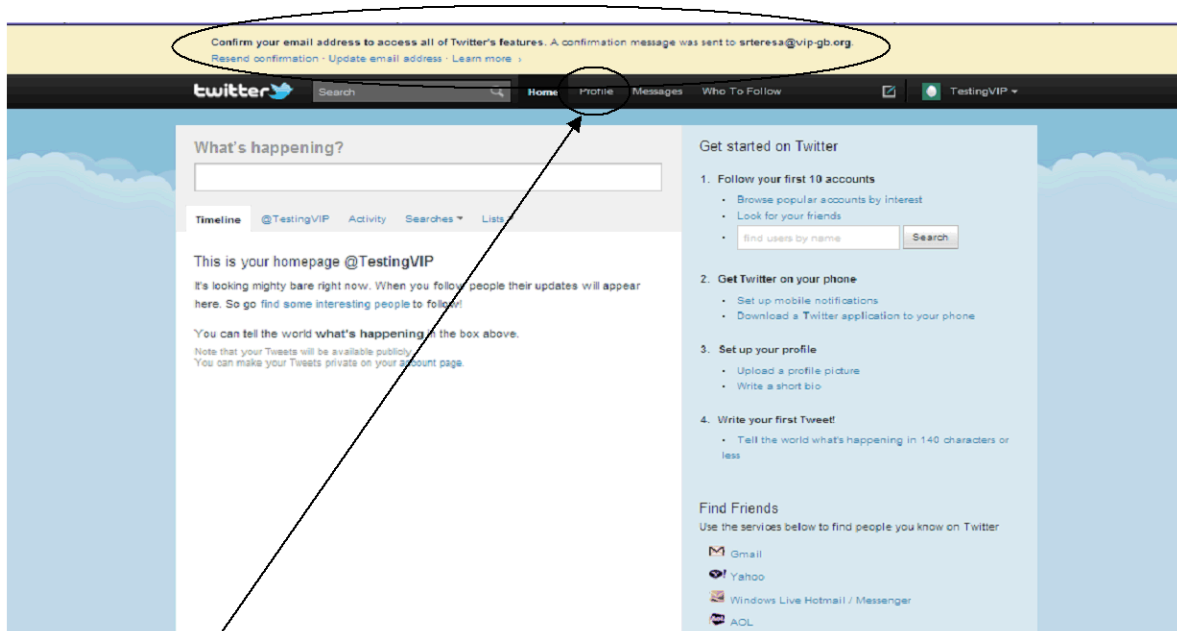 Confirm your email address to access all of Twitter's features. A confirmation message was sent to srteresa@vip-gb.org.
Resend confirmation · Update email address · Learn more ›
twitter Search Home Profile Messages Who To Follow TestingVIP
What's happening?
Timeline @TestingVIP Activity Searches Lists
This is your homepage @TestingVIP
It's looking mighty bare right now. When you follow people their updates will appear
here. So go find some interesting people to follow!
You can tell the world what's happening in the box above.
Note that your Tweets will be available publicly.
You can make your Tweets private on your account page.
Get started on Twitter
1. Follow your first 10 accounts
• Browse popular accounts by interest
• Look for your friends
• find users by name Search
2. Get Twitter on your phone
• Set up mobile notifications
• Download a Twitter application to your phone
3. Set up your profile
• Upload a profile picture
• Write a short bio
4. Write your first Tweet!
• Tell the world what's happening in 140 characters or
less
Find Friends
Use the services below to find people you know on Twitter
Gmail
Yahoo
Windows Live Hotmail / Messenger
AOL